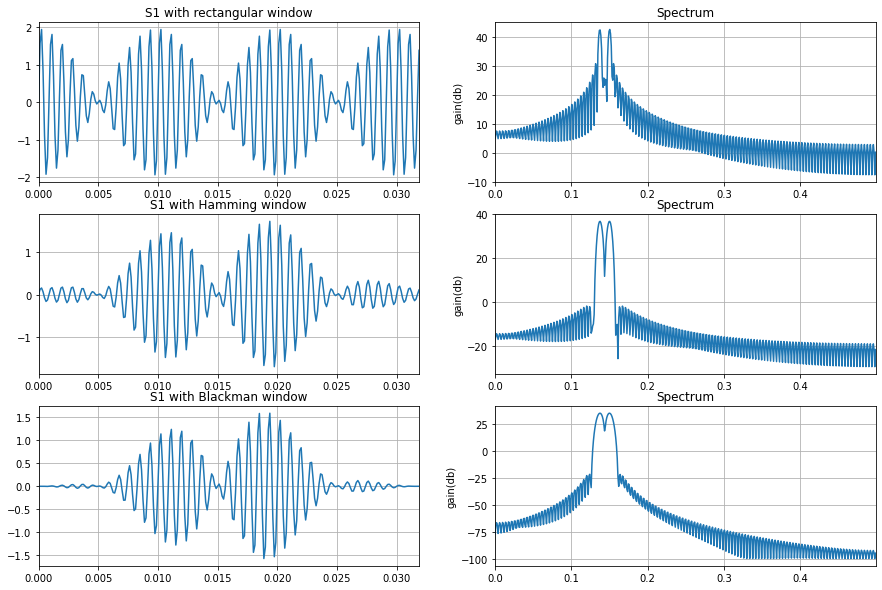 S1 with rectangular window
Spectrum
2
1
0
−1
−2
0.000 0.005 0.010 0.015 0.020 0.025 0.030
gain(db)
40
30
20
10
0
−10
0.0 0.1 0.2 0.3 0.4
S1 with Hamming window
Spectrum
1
0
−1
0.000 0.005 0.010 0.015 0.020 0.025 0.030
gain(db)
40
20
0
−20
0.0 0.1 0.2 0.3 0.4
S1 with Blackman window
Spectrum
1.5
1.0
0.5
0.0
−0.5
−1.0
−1.5
0.000 0.005 0.010 0.015 0.020 0.025 0.030
gain(db)
25
0
−25
−50
−75
−100
0.0 0.1 0.2 0.3 0.4